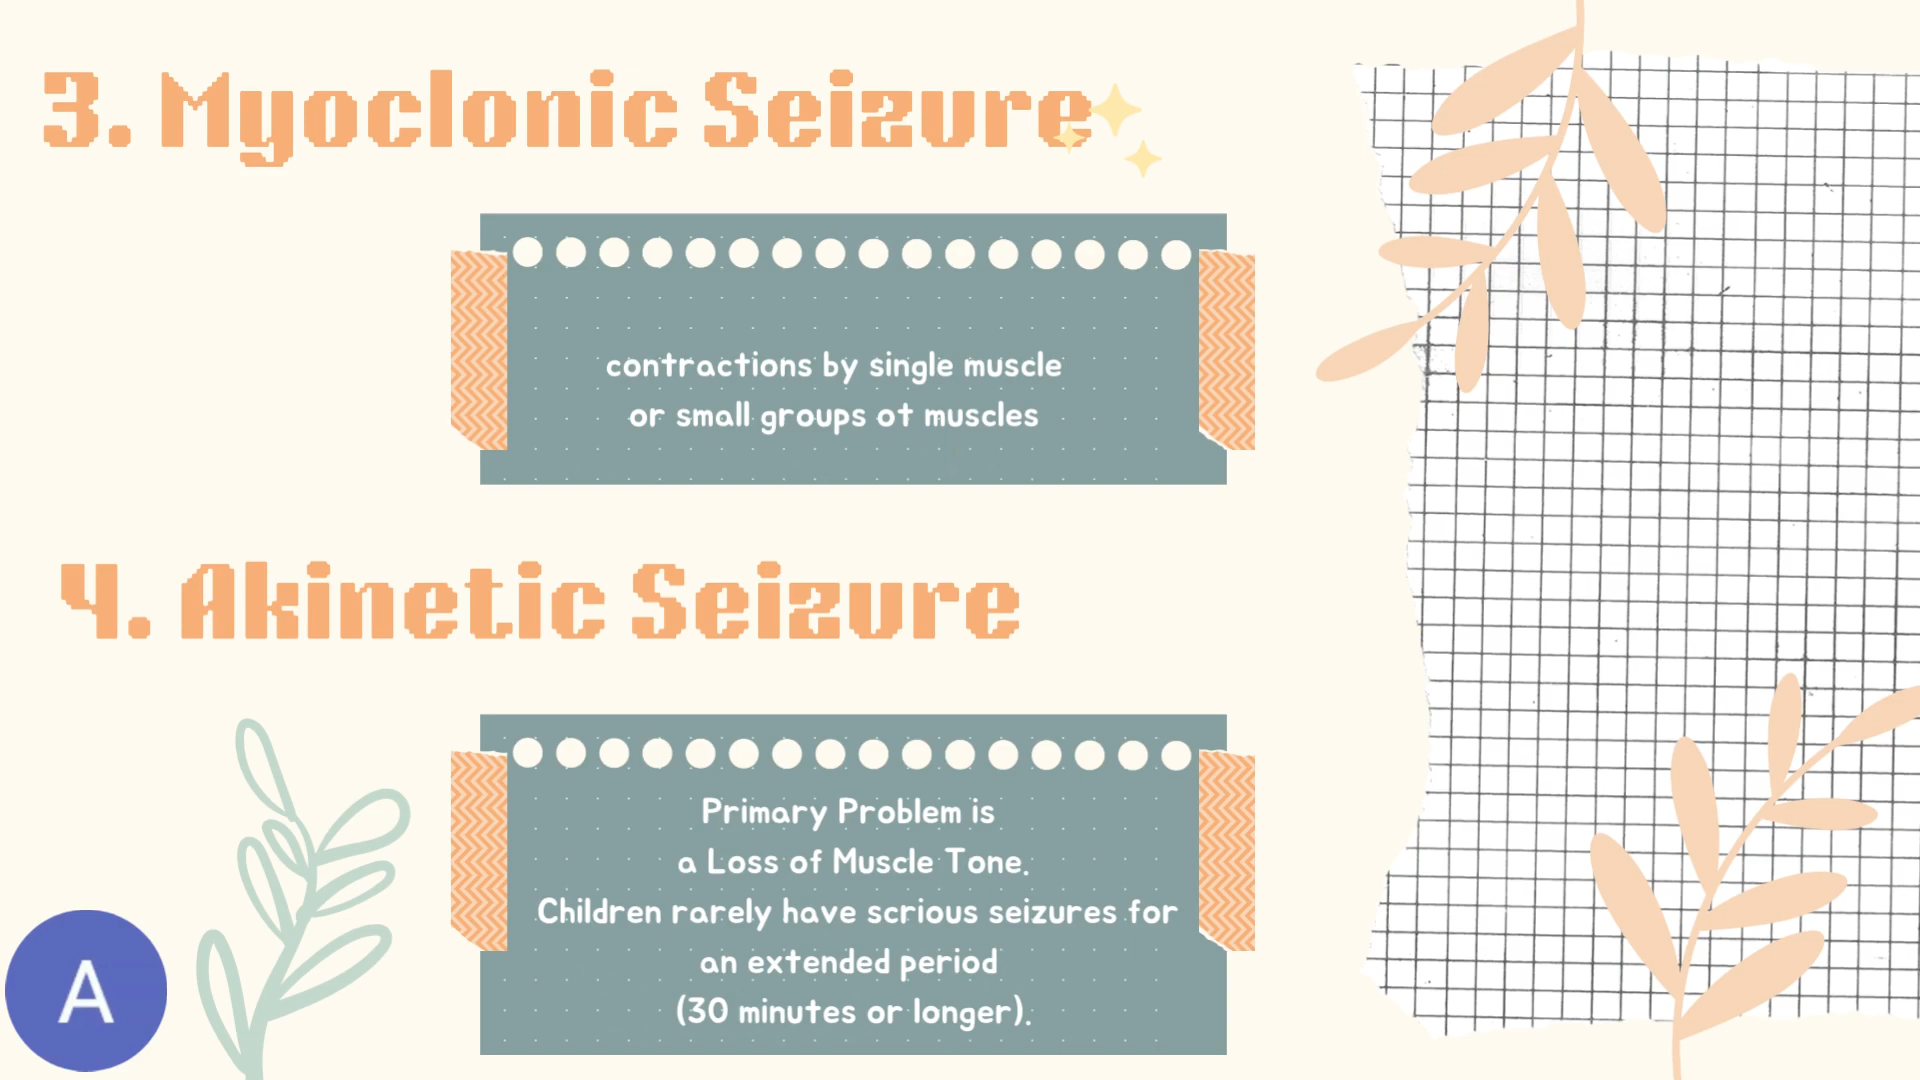 3. Myoclonic Seizure
contractions by single muscle
or small groups ot muscles
4. Akinetic Seizure
Primary Problem is
a Loss of Muscle Tone.
Children rarely have scrious seizures for
an extended period
(30 minutes or longer).
A